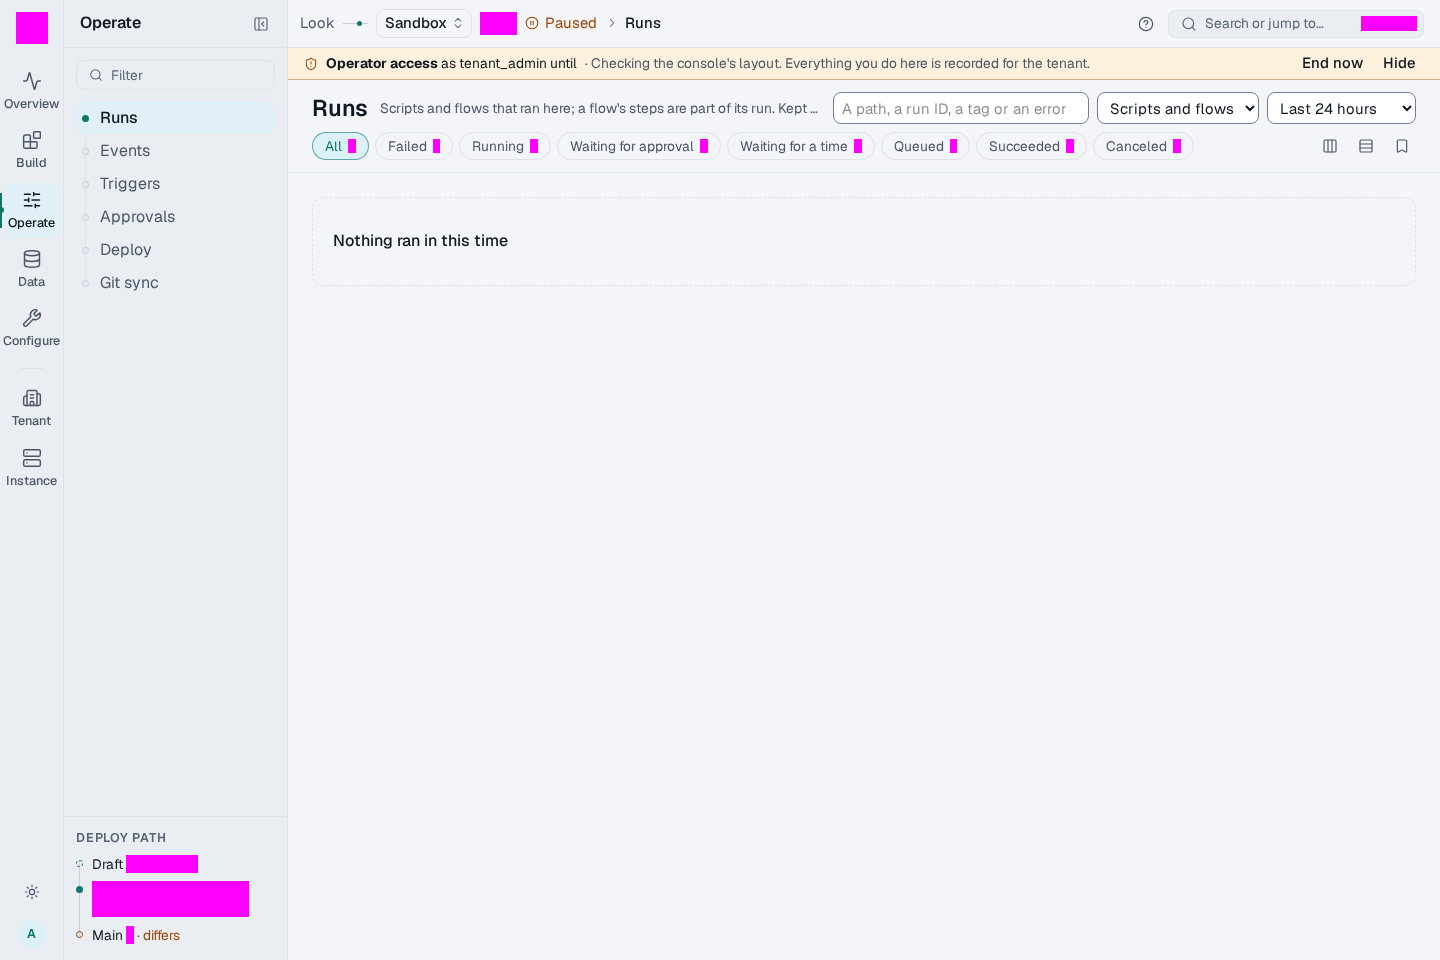 Operate
Look
Sandbox
Paused
Runs
Search or jump to…
Overview
Build
Operate
Data
Configure
Tenant
Instance
A
Filter
Runs
Events
Triggers
Approvals
Deploy
Git sync
DEPLOY PATH
Draft
Main · differs
Operator access as tenant_admin until · Checking the console's layout. Everything you do here is recorded for the tenant.
End now
Hide
Runs
Scripts and flows that ran here; a flow's steps are part of its run. Kept …
A path, a run ID, a tag or an error
Scripts and flows
Last 24 hours
All
Failed
Running
Waiting for approval
Waiting for a time
Queued
Succeeded
Canceled
Nothing ran in this time